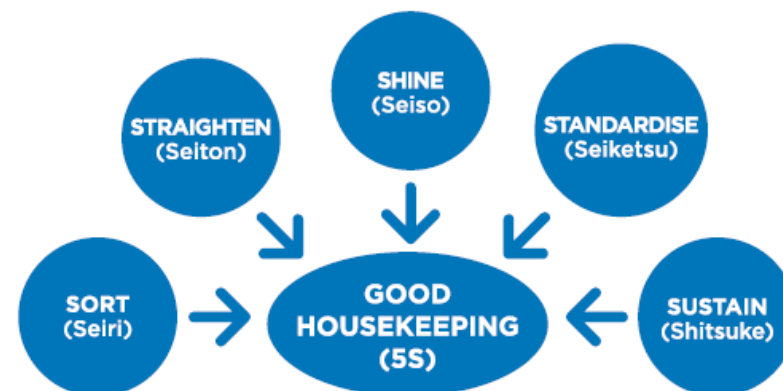 SORT
(Seiri)
STRAIGHTEN
(Seiton)
SHINE
(Seiso)
STANDARDISE
(Seiketsu)
SUSTAIN
(Shitsuke)
GOOD
HOUSEKEEPING
(5S)